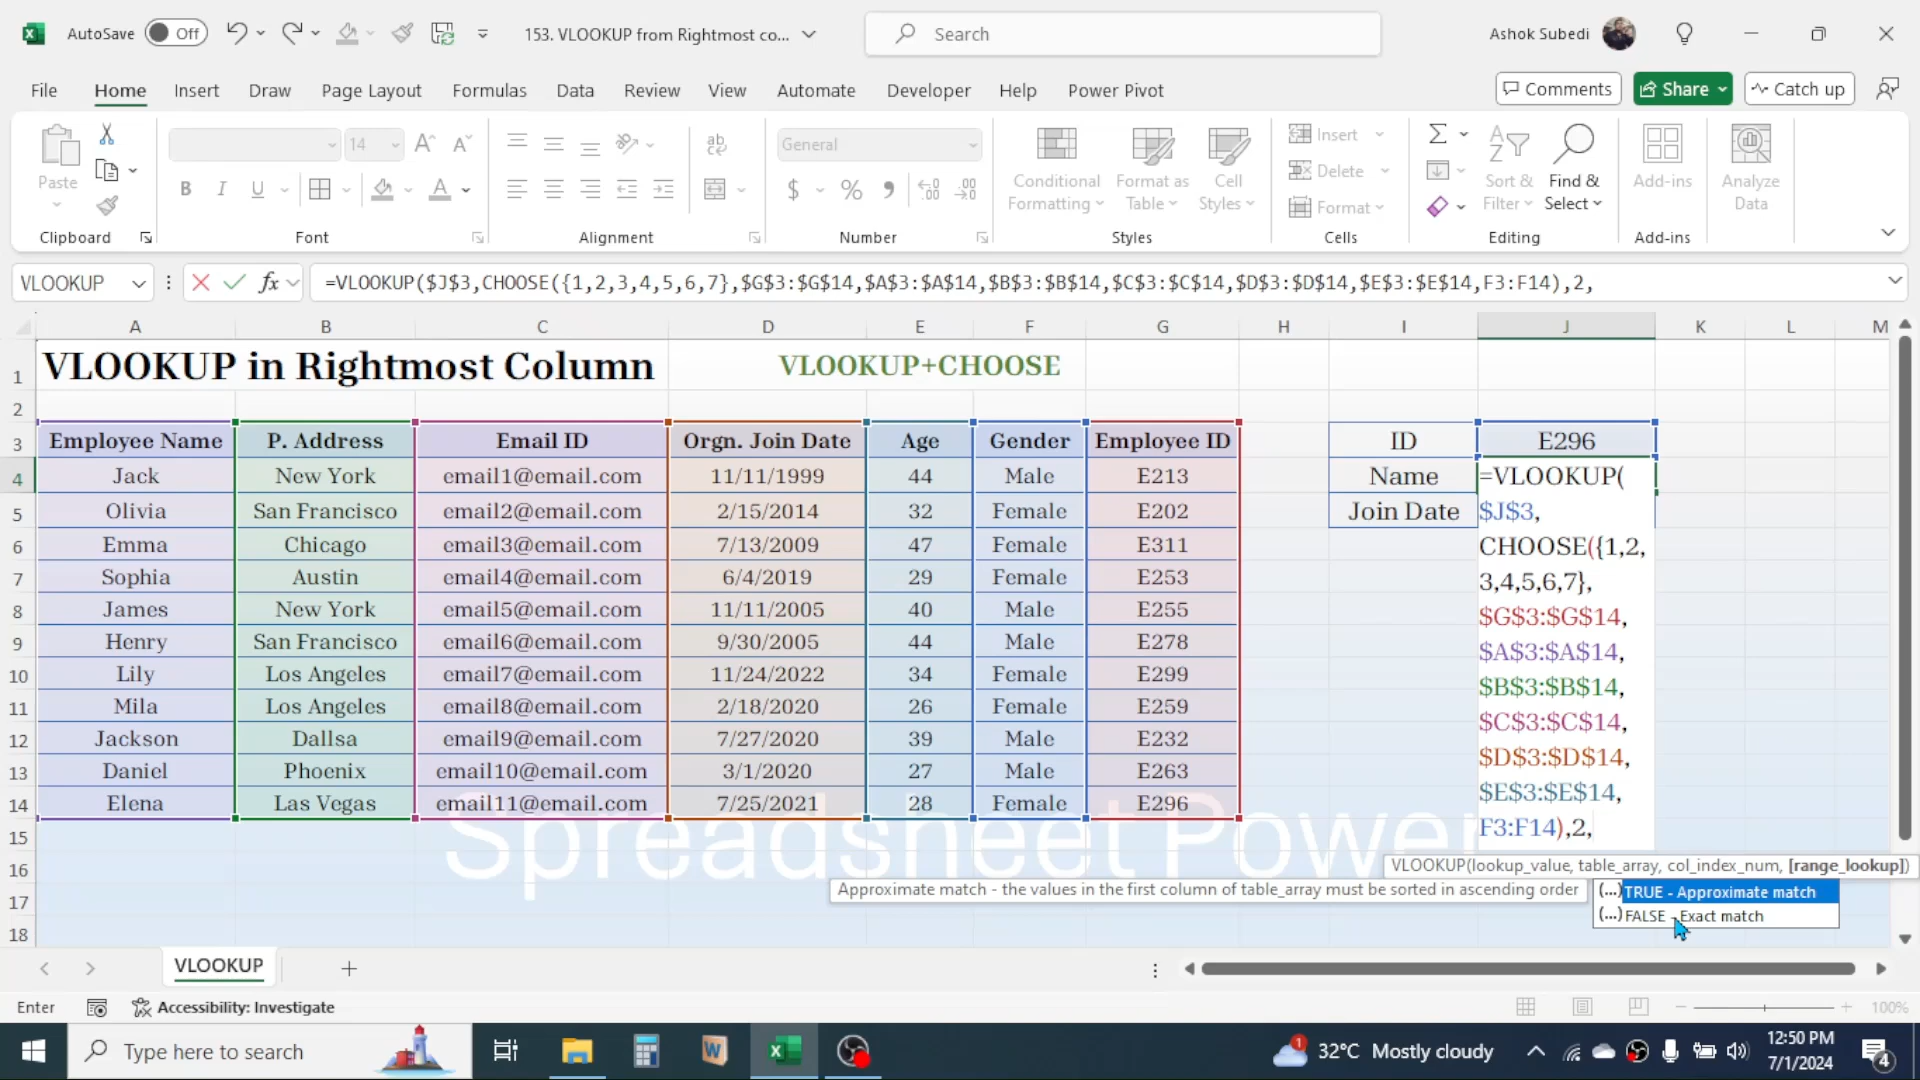 AutoSave Off 153. VLOOKUP from Rightmost co... Search Ashok Subedi
File Home Insert Draw Page Layout Formulas Data Review View Automate Developer Help Power Pivot Comments Share Catch up
Paste 14 General Conditional Formatting Format as Table Cell Styles Insert Delete Format Sort & Filter Find & Select Add-ins Analyze Data
Clipboard Font Alignment Number Styles Cells Editing Add-ins
VLOOKUP fx =VLOOKUP($J$3,CHOOSE({1,2,3,4,5,6,7},$G$3:$G$14,$A$3:$A$14,$B$3:$B$14,$C$3:$C$14,$D$3:$D$14,$E$3:$E$14,F3:F14),2,
A B C D E F G H I J K L M
1 VLOOKUP in Rightmost Column VLOOKUP+CHOOSE
2
3 Employee Name P. Address Email ID Orgn. Join Date Age Gender Employee ID ID E296
4 Jack New York email1@email.com 11/11/1999 44 Male E213 Name =VLOOKUP(
5 Olivia San Francisco email2@email.com 2/15/2014 32 Female E202 Join Date $J$3,
6 Emma Chicago email3@email.com 7/13/2009 47 Female E311 CHOOSE({1,2,
7 Sophia Austin email4@email.com 6/4/2019 29 Female E253 3,4,5,6,7},
8 James New York email5@email.com 11/11/2005 40 Male E255 $G$3:$G$14,
9 Henry San Francisco email6@email.com 9/30/2005 44 Male E278 $A$3:$A$14,
10 Lily Los Angeles email7@email.com 11/24/2022 34 Female E299 $B$3:$B$14,
11 Mila Los Angeles email8@email.com 2/18/2020 26 Female E259 $C$3:$C$14,
12 Jackson Dallsa email9@email.com 7/27/2020 39 Male E232 $D$3:$D$14,
13 Daniel Phoenix email10@email.com 3/1/2020 27 Male E263 $E$3:$E$14,
14 Elena Las Vegas email11@email.com 7/25/2021 28 Female E296 F3:F14),2,
15 Spreadsheet Power
16 VLOOKUP(lookup_value, table_array, col_index_num, [range_lookup])
Approximate match - the values in the first column of table_array must be sorted in ascending order (...) TRUE - Approximate match
17 (...) FALSE - Exact match
18
VLOOKUP
Enter Accessibility: Investigate 100%
Type here to search 1 32°C Mostly cloudy 12:50 PM
7/1/2024 4